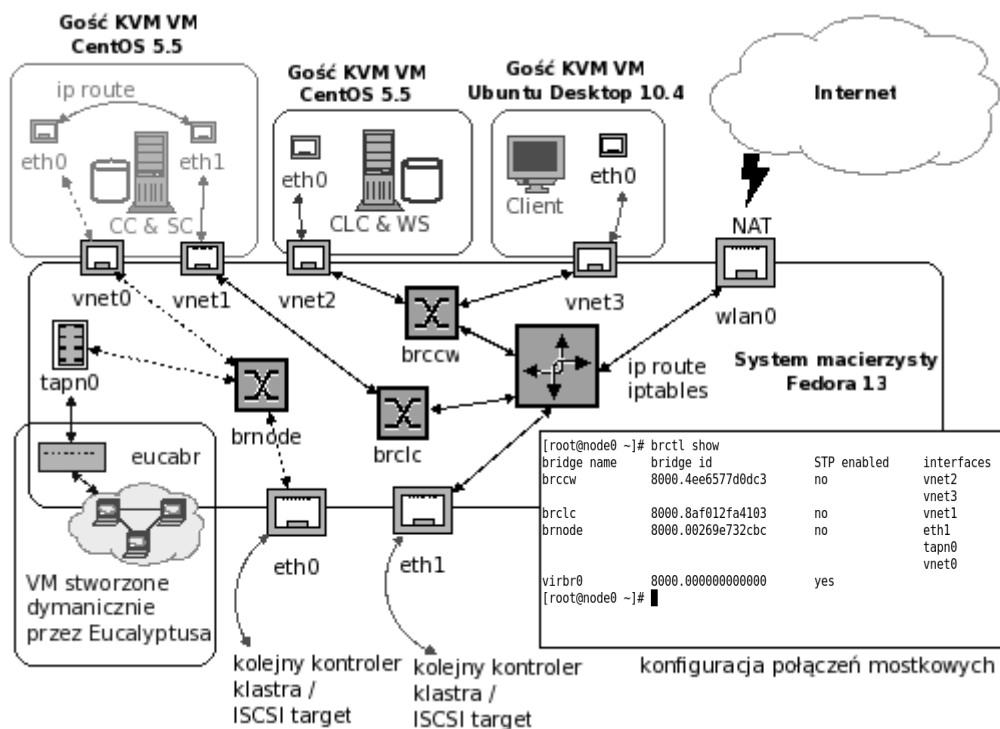 Gość KVM VM
CentOS 5.5
Gość KVM VM
CentOS 5.5
Gość KVM VM
Ubuntu Desktop 10.4
Internet
ip route
eth0
eth1
CC & SC
eth0
CLC & WS
eth0
Client
NAT
vnet0
vnet1
vnet2
vnet3
wlan0
brccw
tapn0
ip route
iptables
System macierzysty
Fedora 13
brnode
brclc
eucabr
[root@node0 ~]# brctl show
bridge name bridge id STP enabled interfaces
brccw 8000.4ee6577d0dc3 no vnet2
vnet3
brclc 8000.8af012fa4103 no vnet1
brnode 8000.00269e732cbc no eth1
tapn0
vnet0
virbr0 8000.000000000000 yes
[root@node0 ~]#
eth0
eth1
VM stworzone
dymanicznie
przez Eucalyptusa
kolejny kontroler
klastra /
ISCSI target
kolejny kontroler
klastra /
ISCSI target
konfiguracja połączeń mostkowych